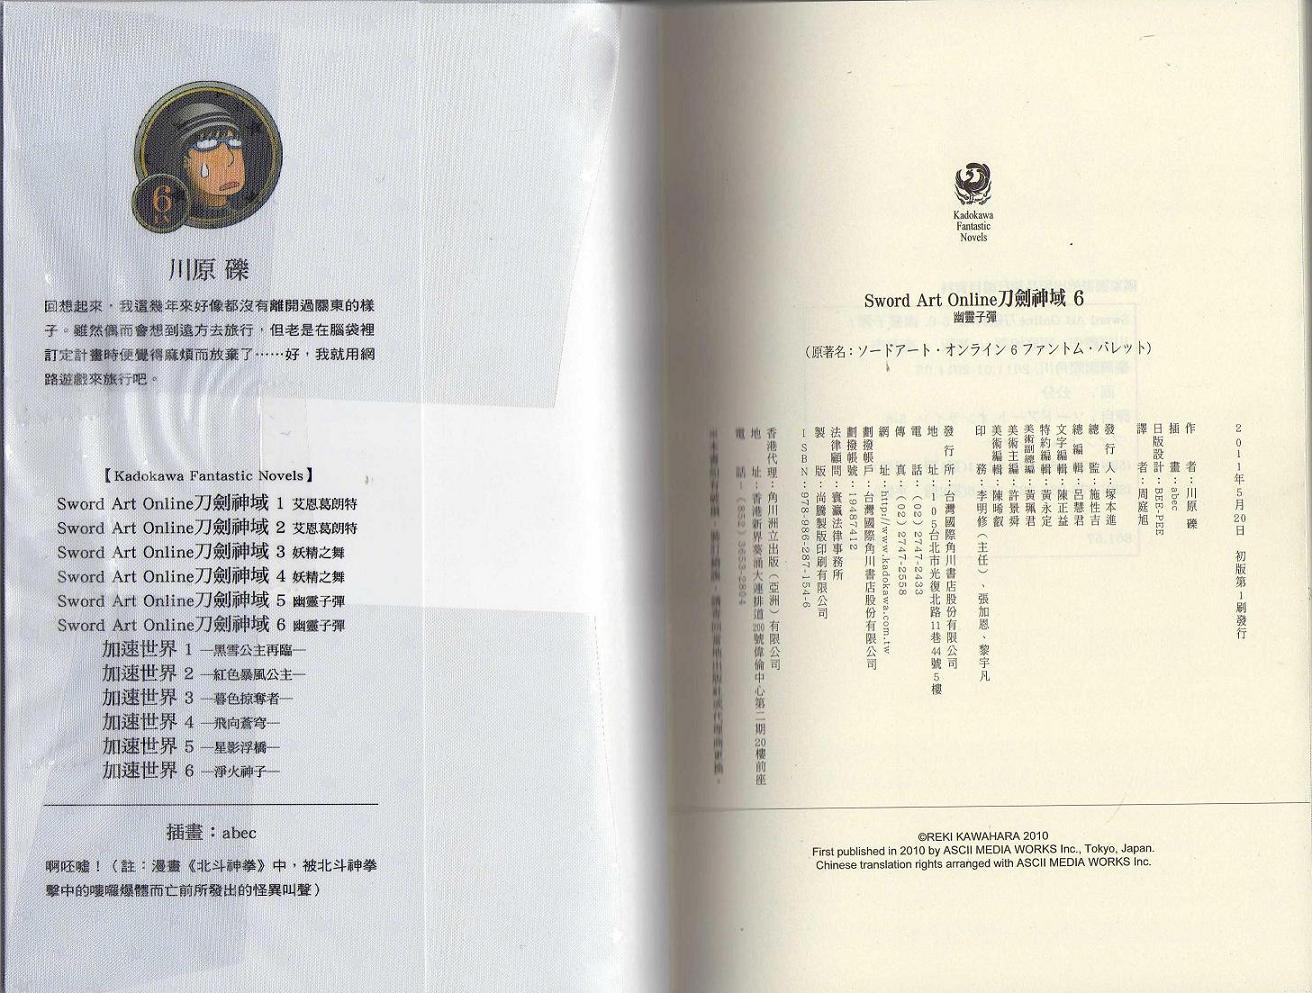 6
川原 礫
回想起來，我這幾年來好像都沒有離開過關東的樣
子。雖然偶而會想到遠方去旅行，但老是在腦袋裡
訂定計畫時便覺得麻煩而放棄了……好，我就用網
路遊戲來旅行吧。
【Kadokawa Fantastic Novels】
Sword Art Online刀劍神域 1 艾恩葛朗特
Sword Art Online刀劍神域 2 艾恩葛朗特
Sword Art Online刀劍神域 3 妖精之舞
Sword Art Online刀劍神域 4 妖精之舞
Sword Art Online刀劍神域 5 幽靈子彈
Sword Art Online刀劍神域 6 幽靈子彈
加速世界 1 —黑雪公主再臨—
加速世界 2 —紅色暴風公主—
加速世界 3 —暮色掠奪者—
加速世界 4 —飛向蒼穹—
加速世界 5 —星影浮橋—
加速世界 6 —淨火神子—
插畫：abec
啊呸噓！（註：漫畫《北斗神拳》中，被北斗神拳
擊中的嘍囉爆體而亡前所發出的怪異叫聲）
Kadokawa
Fantastic
Novels
Sword Art Online刀劍神域 6
幽靈子彈
（原著名：ソードアート・オンライン 6 ファントム・バレット）
2011年5月20日 初版第1刷發行
作者：川原 礫
插畫：abec
日版設計：BEE-PEE
譯者：周庭旭
發行人：塚本進
總監：施性吉
總編輯：呂慧君
文字編輯：陳正益
特約編輯：黃永定
美術副總編：黃珮君
美術主編：許景舜
美術編輯：陳晞叡
印務：李明修（主任）、張加恩、黎宇凡
發行所：台灣國際角川書店股份有限公司
地址：105台北市光復北路11巷44號5樓
電話：(02)2747-2433
傳真：(02)2747-2558
網址：http://www.kadokawa.com.tw
劃撥帳戶：台灣國際角川書店股份有限公司
劃撥帳號：19487412
法律顧問：寰瀛法律事務所
製版：尚騰製版印刷有限公司
ISBN：978-986-287-154-6
香港代理：角川洲立出版（亞洲）有限公司
地址：香港新界葵涌大連排道200號偉倫中心第二期20樓前座
電話：(852)3653-2804
©REKI KAWAHARA 2010
First published in 2010 by ASCII MEDIA WORKS Inc., Tokyo, Japan.
Chinese translation rights arranged with ASCII MEDIA WORKS Inc.